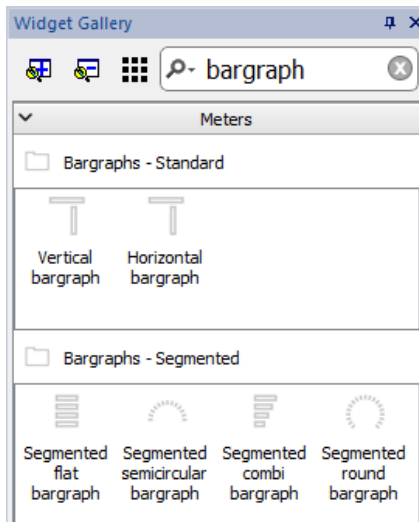 Widget Gallery
bargraph
Meters
Bargraphs - Standard
Vertical
bargraph
Horizontal
bargraph
Bargraphs - Segmented
Segmented
flat
bargraph
Segmented
semicircular
bargraph
Segmented
combi
bargraph
Segmented
round
bargraph